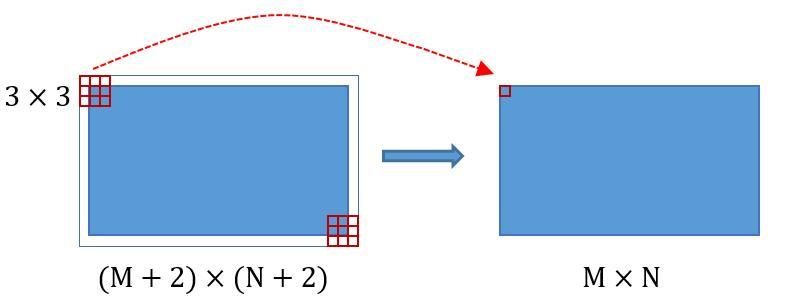 3 × 3
(M + 2) × (N + 2)
M × N